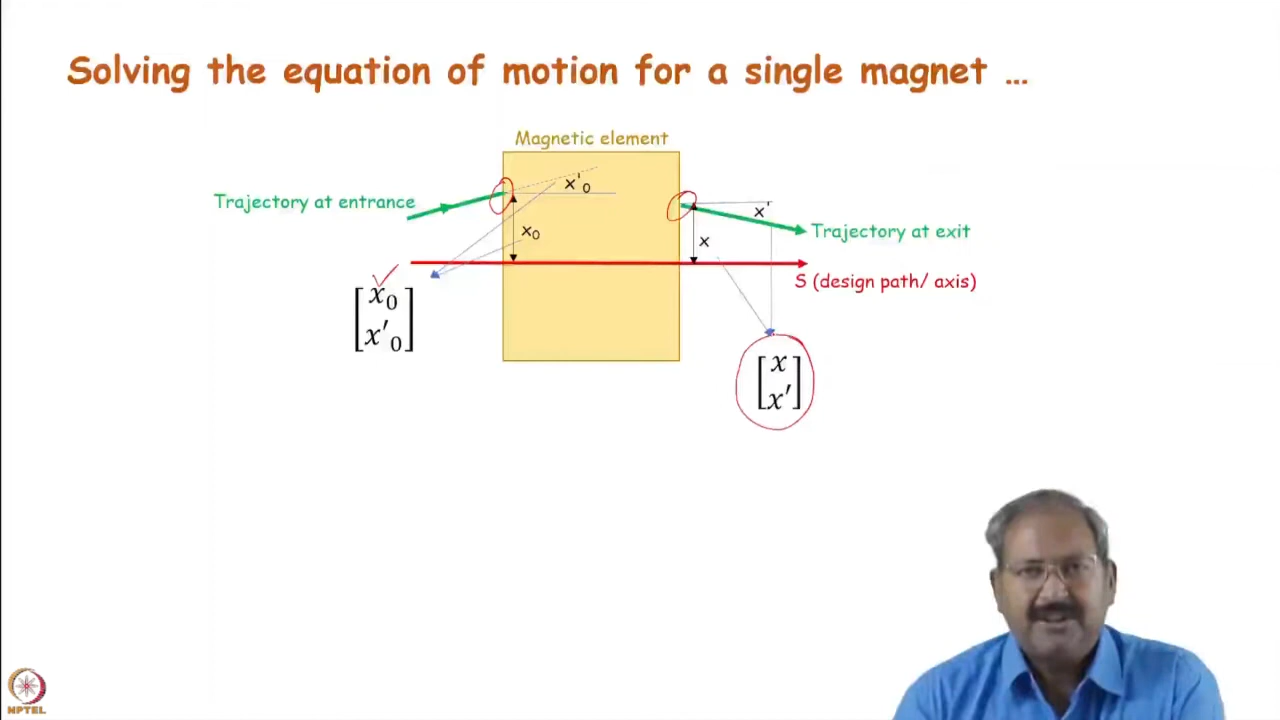 Solving the equation of motion for a single magnet ...
Magnetic element
Trajectory at entrance
x'₀
x₀
x'
x
Trajectory at exit
S (design path/ axis)
[x₀
x'₀]
[x
x']
NPTEL